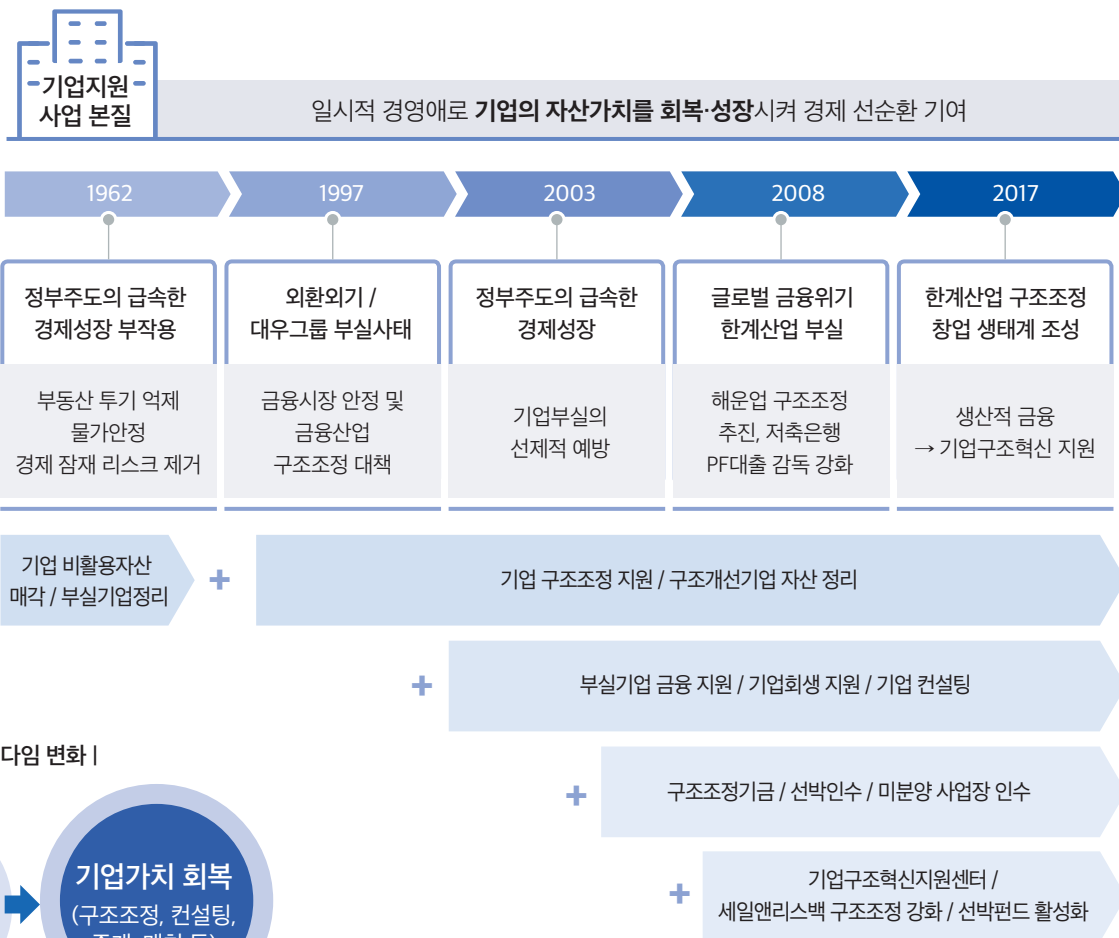 기업지원
사업 본질
일시적 경영애로 기업의 자산가치를 회복·성장시켜 경제 선순환 기여
1962
1997
2003
2008
2017
정부주도의 급속한
경제성장 부작용
외환외기 /
대우그룹 부실사태
정부주도의 급속한
경제성장
글로벌 금융위기
한계산업 부실
한계산업 구조조정
창업 생태계 조성
부동산 투기 억제
물가안정
경제 잠재 리스크 제거
금융시장 안정 및
금융산업
구조조정 대책
기업부실의
선제적 예방
해운업 구조조정
추진, 저축은행
PF대출 감독 강화
생산적 금융
→ 기업구조혁신 지원
기업 비활용자산
매각 / 부실기업정리
+
기업 구조조정 지원 / 구조개선기업 자산 정리
+
부실기업 금융 지원 / 기업회생 지원 / 기업 컨설팅
다임 변화 |
+
구조조정기금 / 선박인수 / 미분양 사업장 인수
기업가치 회복
(구조조정, 컨설팅,
+
기업구조혁신지원센터 /
세일앤리스백 구조조정 강화 / 선박펀드 활성화